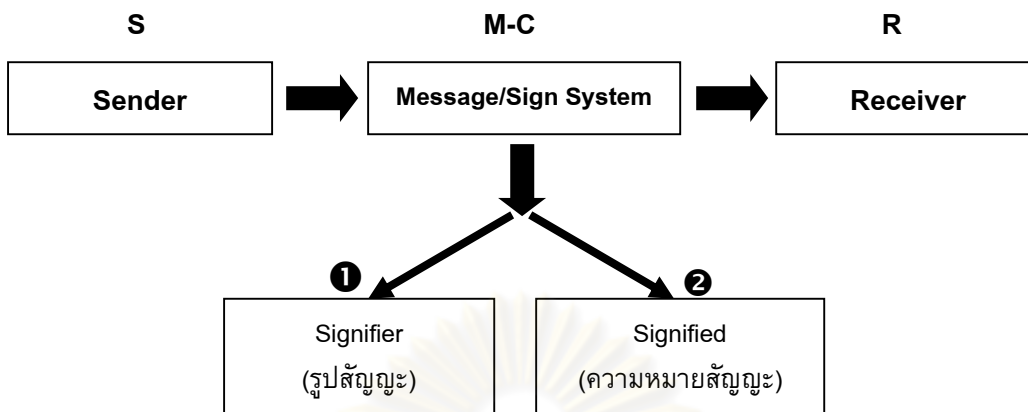 S M-C R
Sender Message/Sign System Receiver
❶ ❷
Signifier Signified
(รูปสัญญะ) (ความหมายสัญญะ)